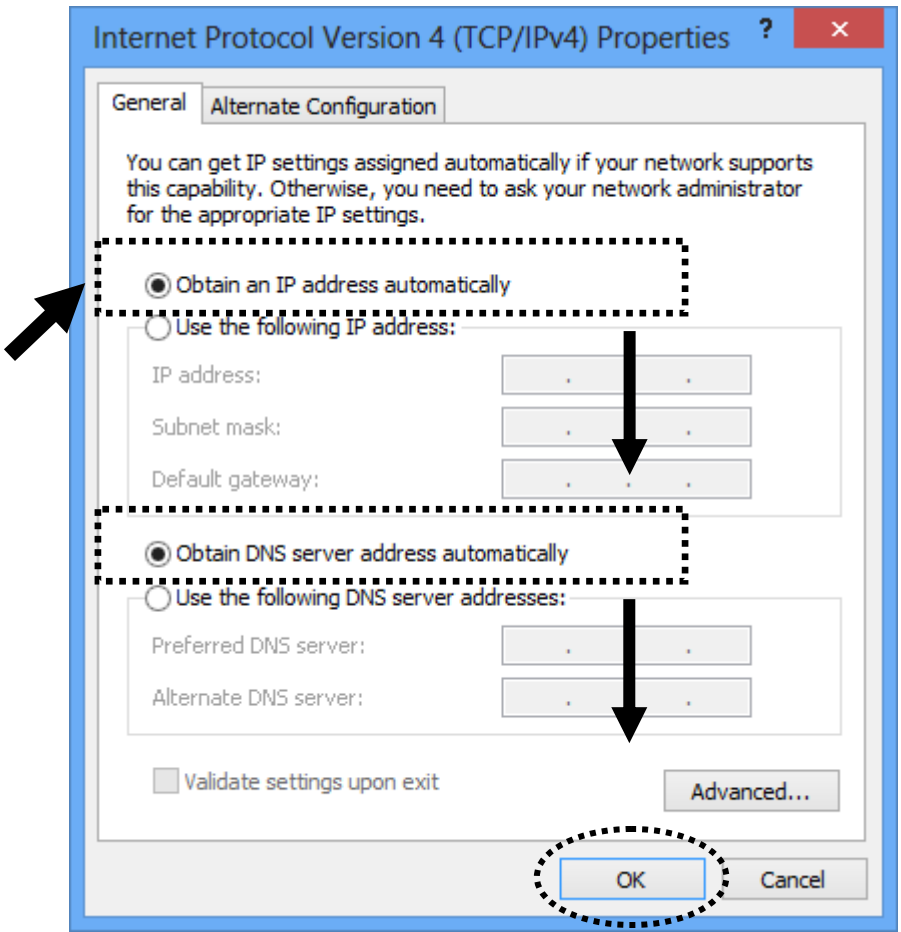 Internet Protocol Version 4 (TCP/IPv4) Properties ?
General Alternate Configuration
You can get IP settings assigned automatically if your network supports
this capability. Otherwise, you need to ask your network administrator
for the appropriate IP settings.
Obtain an IP address automatically
Use the following IP address:
IP address:
Subnet mask:
Default gateway:
Obtain DNS server address automatically
Use the following DNS server addresses:
Preferred DNS server:
Alternate DNS server:
Validate settings upon exit
Advanced...
OK Cancel